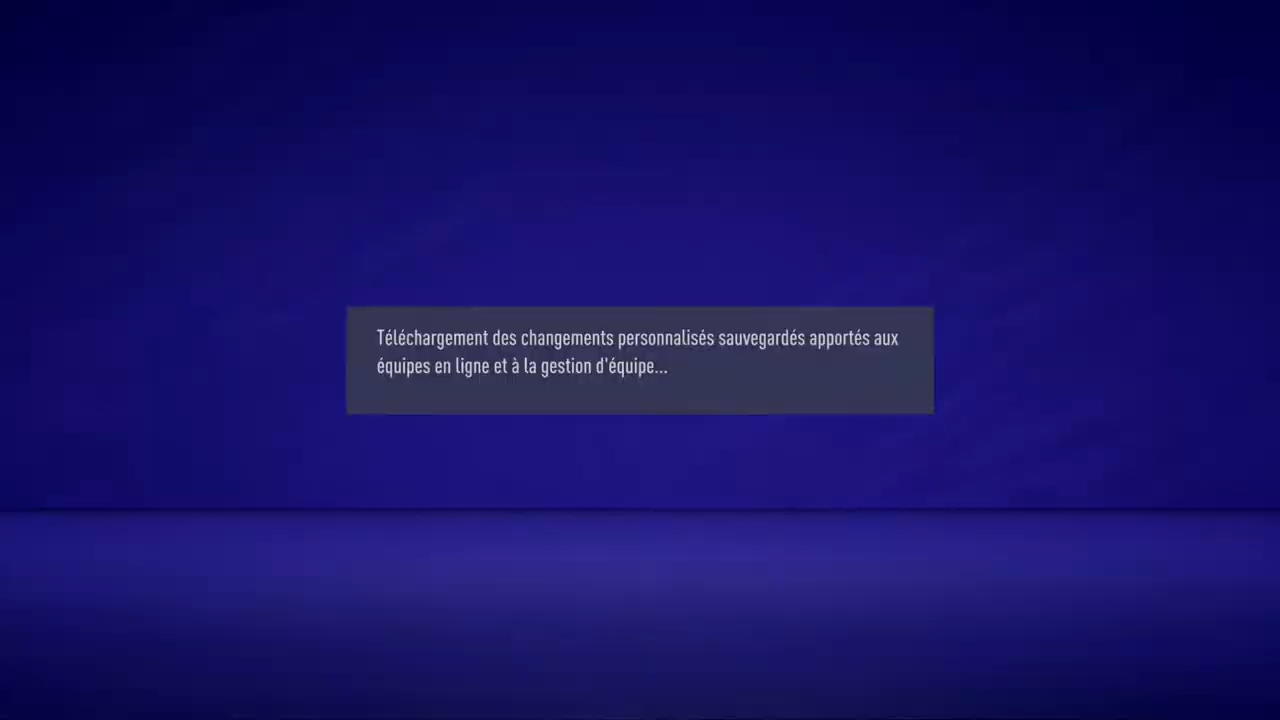 Téléchargement des changements personnalisés sauvegardés apportés aux
équipes en ligne et à la gestion d'équipe...